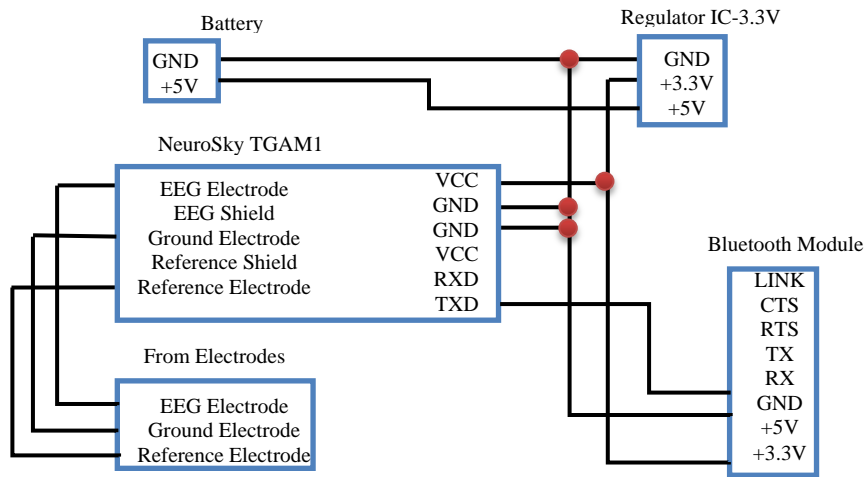 Battery
GND
+5V
Regulator IC-3.3V
GND
+3.3V
+5V
NeuroSky TGAM1
EEG Electrode
EEG Shield
Ground Electrode
Reference Shield
Reference Electrode
VCC
GND
GND
VCC
RXD
TXD
Bluetooth Module
LINK
CTS
RTS
TX
RX
GND
+5V
+3.3V
From Electrodes
EEG Electrode
Ground Electrode
Reference Electrode